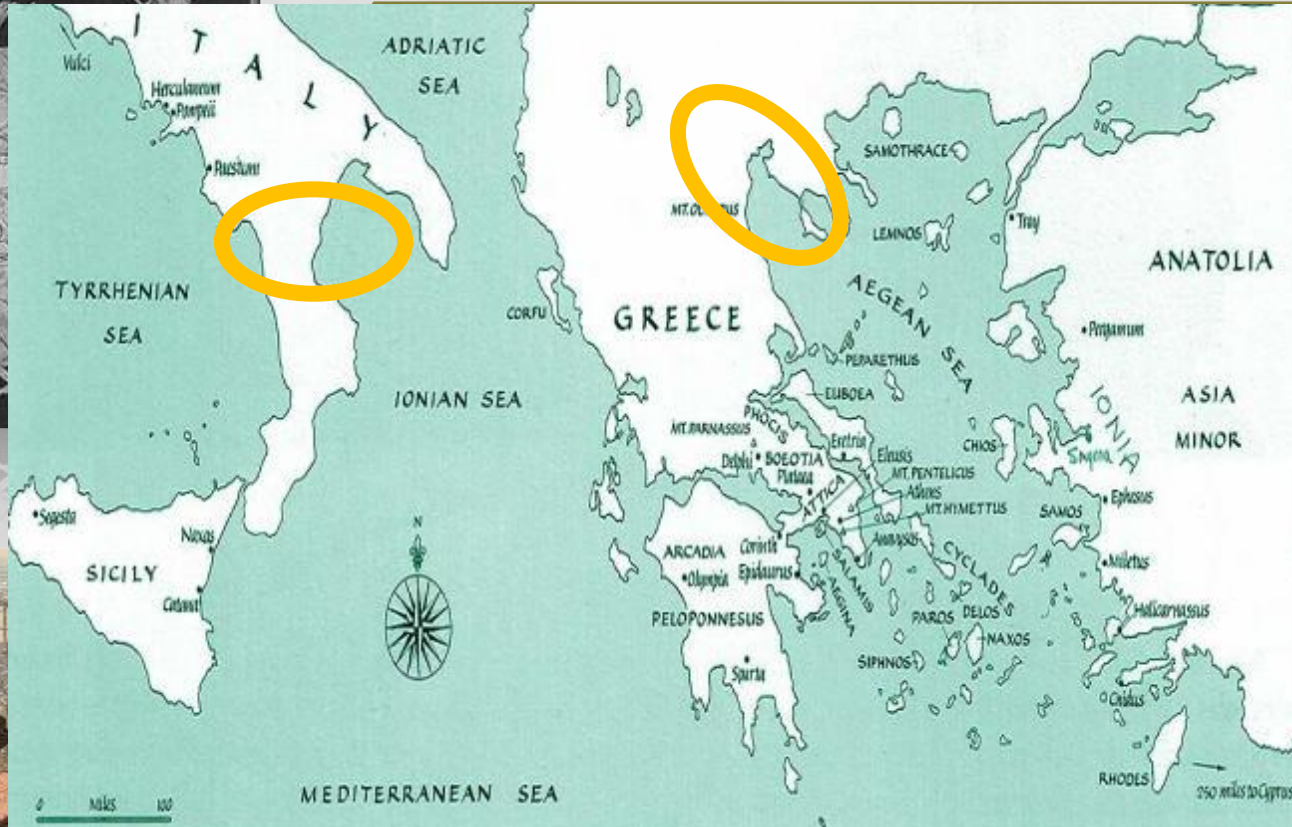 ITALY
Vulci
Herculaneum
Pompeii
Paestum
ADRIATIC
SEA
TYRRHENIAN
SEA
IONIAN SEA
CORFU
Segesta
Naxos
SICILY
Catana
N
MEDITERRANEAN SEA
0 MILES 100
GREECE
SAMOTHRACE
LEMNOS
Troy
ANATOLIA
AEGEAN SEA
Pergamum
PEPARETHUS
EUBOEA
ASIA
MINOR
IONIA
PHOCIS
MT. PARNASSUS
Delphi
BOEOTIA
Plataea
Eretria
Eleusis
MT. PENTELICUS
ATTICA
Athens
MT. HYMETTUS
CHIOS
Smyrna
Ephesus
SAMOS
Miletus
Halicarnassus
Cnidus
ARCADIA
Olympia
Corinth
Epidaurus
SALAMIS
AEGINA
CYCLADES
PELOPONNESUS
Sparta
PAROS
DELOS
NAXOS
SIPHNOS
RHODES
250 miles to Cyprus